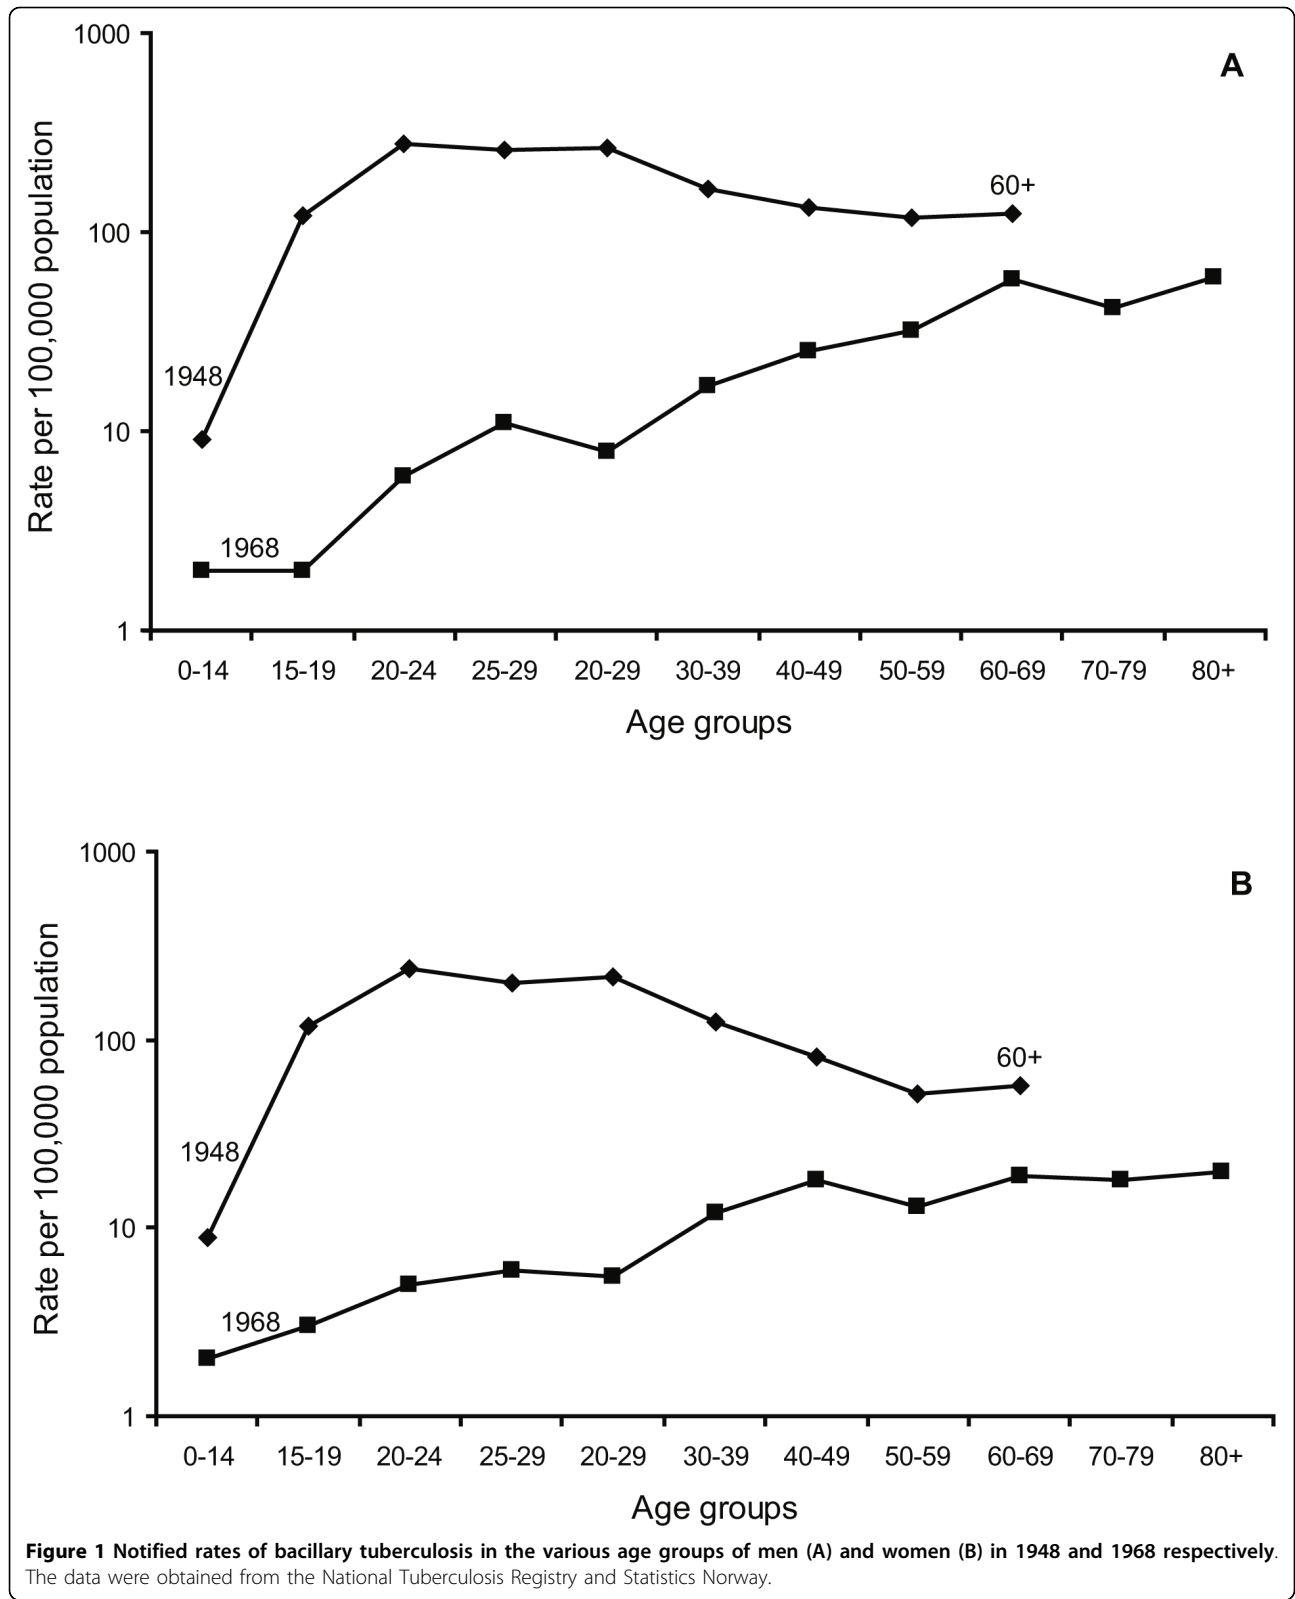 1000
A
Rate per 100,000 population
60+
100
1948
10
1968
1
0-14 15-19 20-24 25-29 20-29 30-39 40-49 50-59 60-69 70-79 80+
Age groups
1000
B
Rate per 100,000 population
100
60+
1948
10
1968
1
0-14 15-19 20-24 25-29 20-29 30-39 40-49 50-59 60-69 70-79 80+
Age groups
Figure 1 Notified rates of bacillary tuberculosis in the various age groups of men (A) and women (B) in 1948 and 1968 respectively.
The data were obtained from the National Tuberculosis Registry and Statistics Norway.